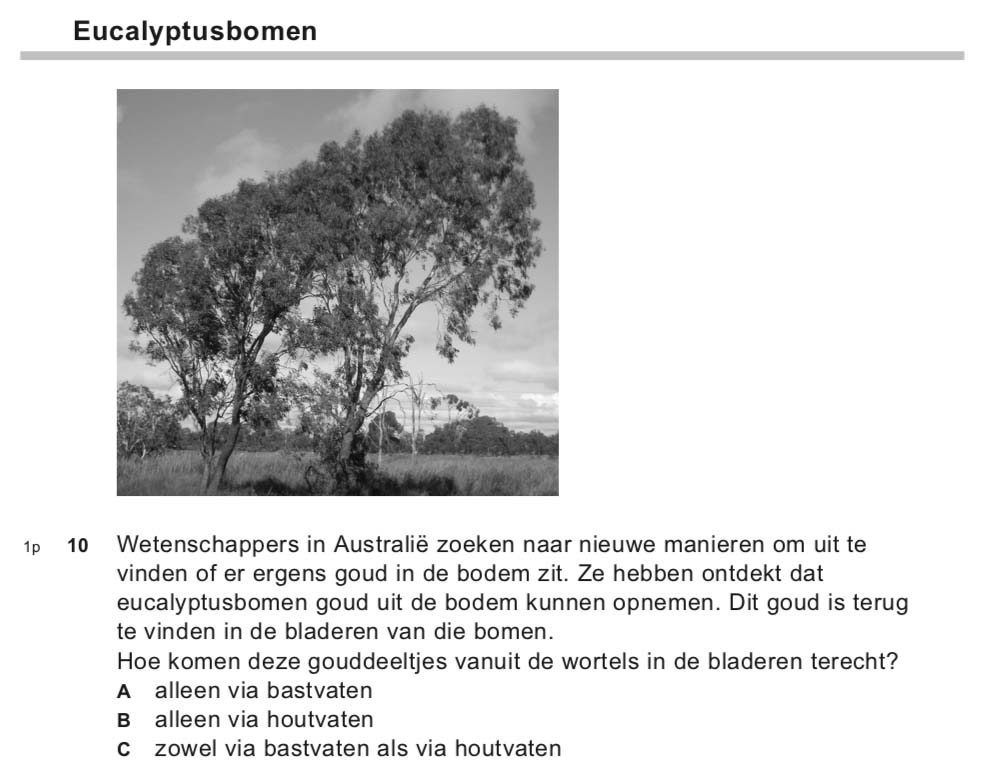 Eucalyptusbomen
1p 10 Wetenschappers in Australië zoeken naar nieuwe manieren om uit te
vinden of er ergens goud in de bodem zit. Ze hebben ontdekt dat
eucalyptusbomen goud uit de bodem kunnen opnemen. Dit goud is terug
te vinden in de bladeren van die bomen.
Hoe komen deze gouddeeltjes vanuit de wortels in de bladeren terecht?
A alleen via bastvaten
B alleen via houtvaten
C zowel via bastvaten als via houtvaten